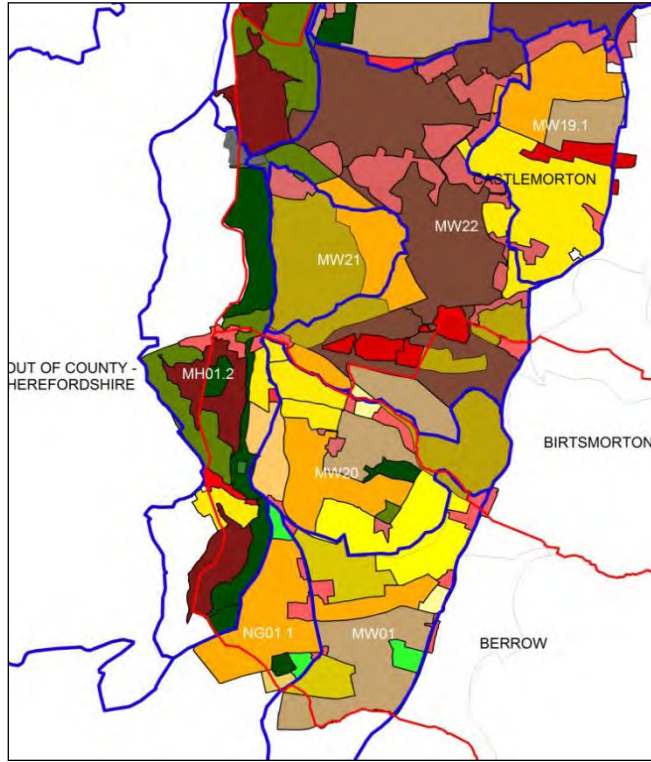 MW19.1
CASTLEMORTON
MW22
MW21
OUT OF COUNTY -
HEREFORDSHIRE
MH01.2
BIRTSMORTON
MW20
NG01 1
MW01
BERROW